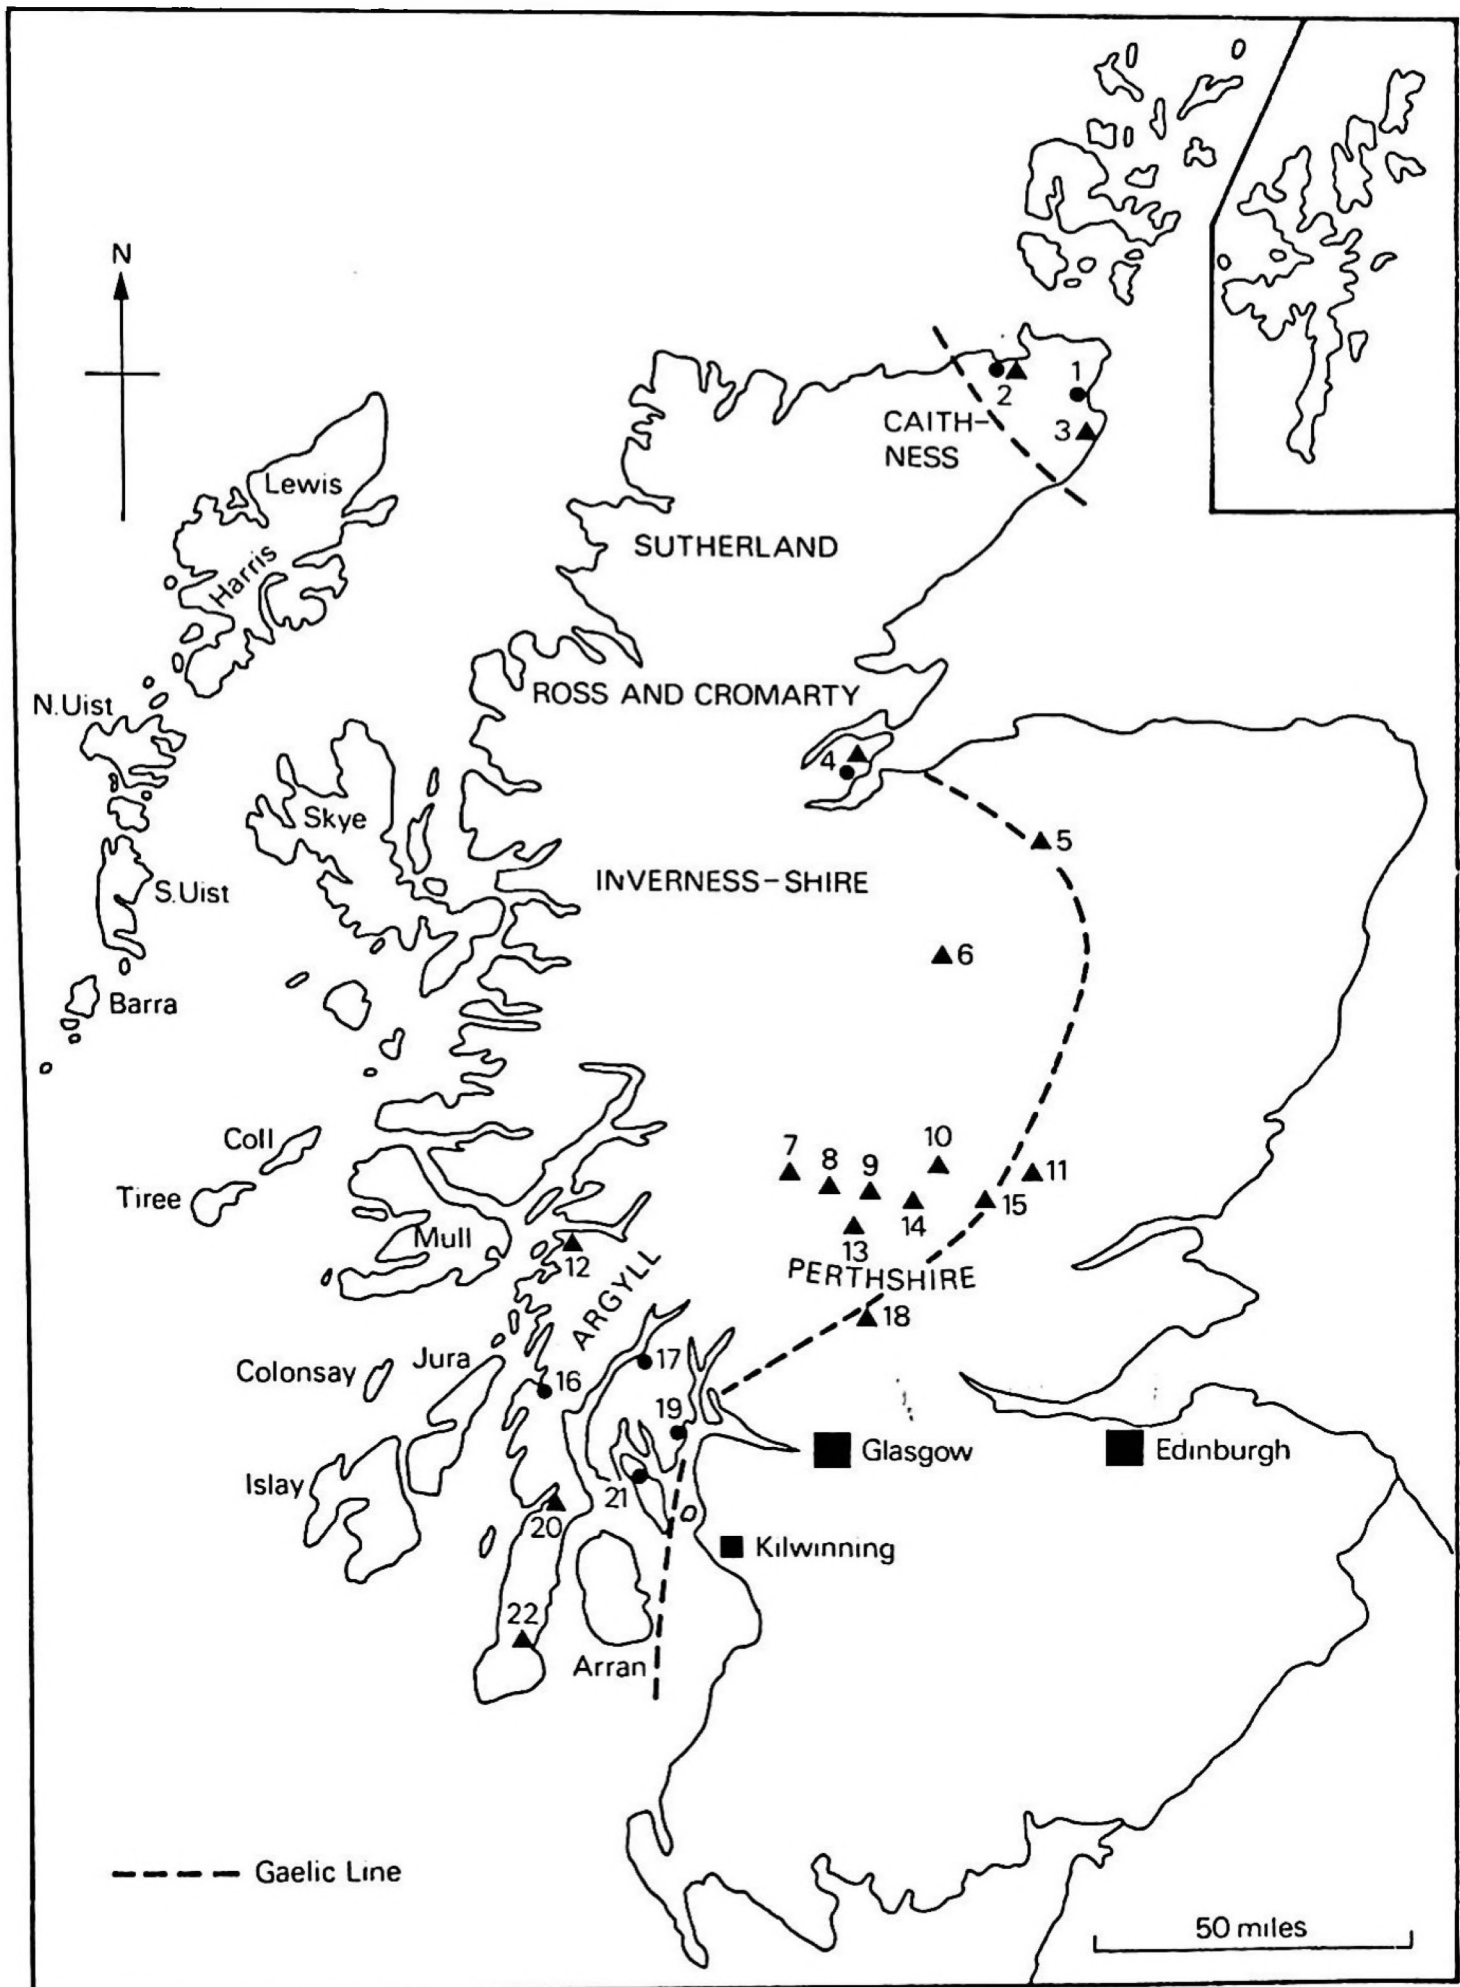 N
1
2
CAITH-
NESS
3
Lewis
SUTHERLAND
Harris
N.Uist
ROSS AND CROMARTY
4
Skye
5
INVERNESS-SHIRE
S.Uist
6
Barra
Coll
7
8
9
10
11
Tiree
15
14
Mull
13
12
PERTHSHIRE
ARGYLL
18
Jura
17
Colonsay
16
19
Glasgow
Edinburgh
Islay
21
20
Kilwinning
22
Arran
Gaelic Line
50 miles